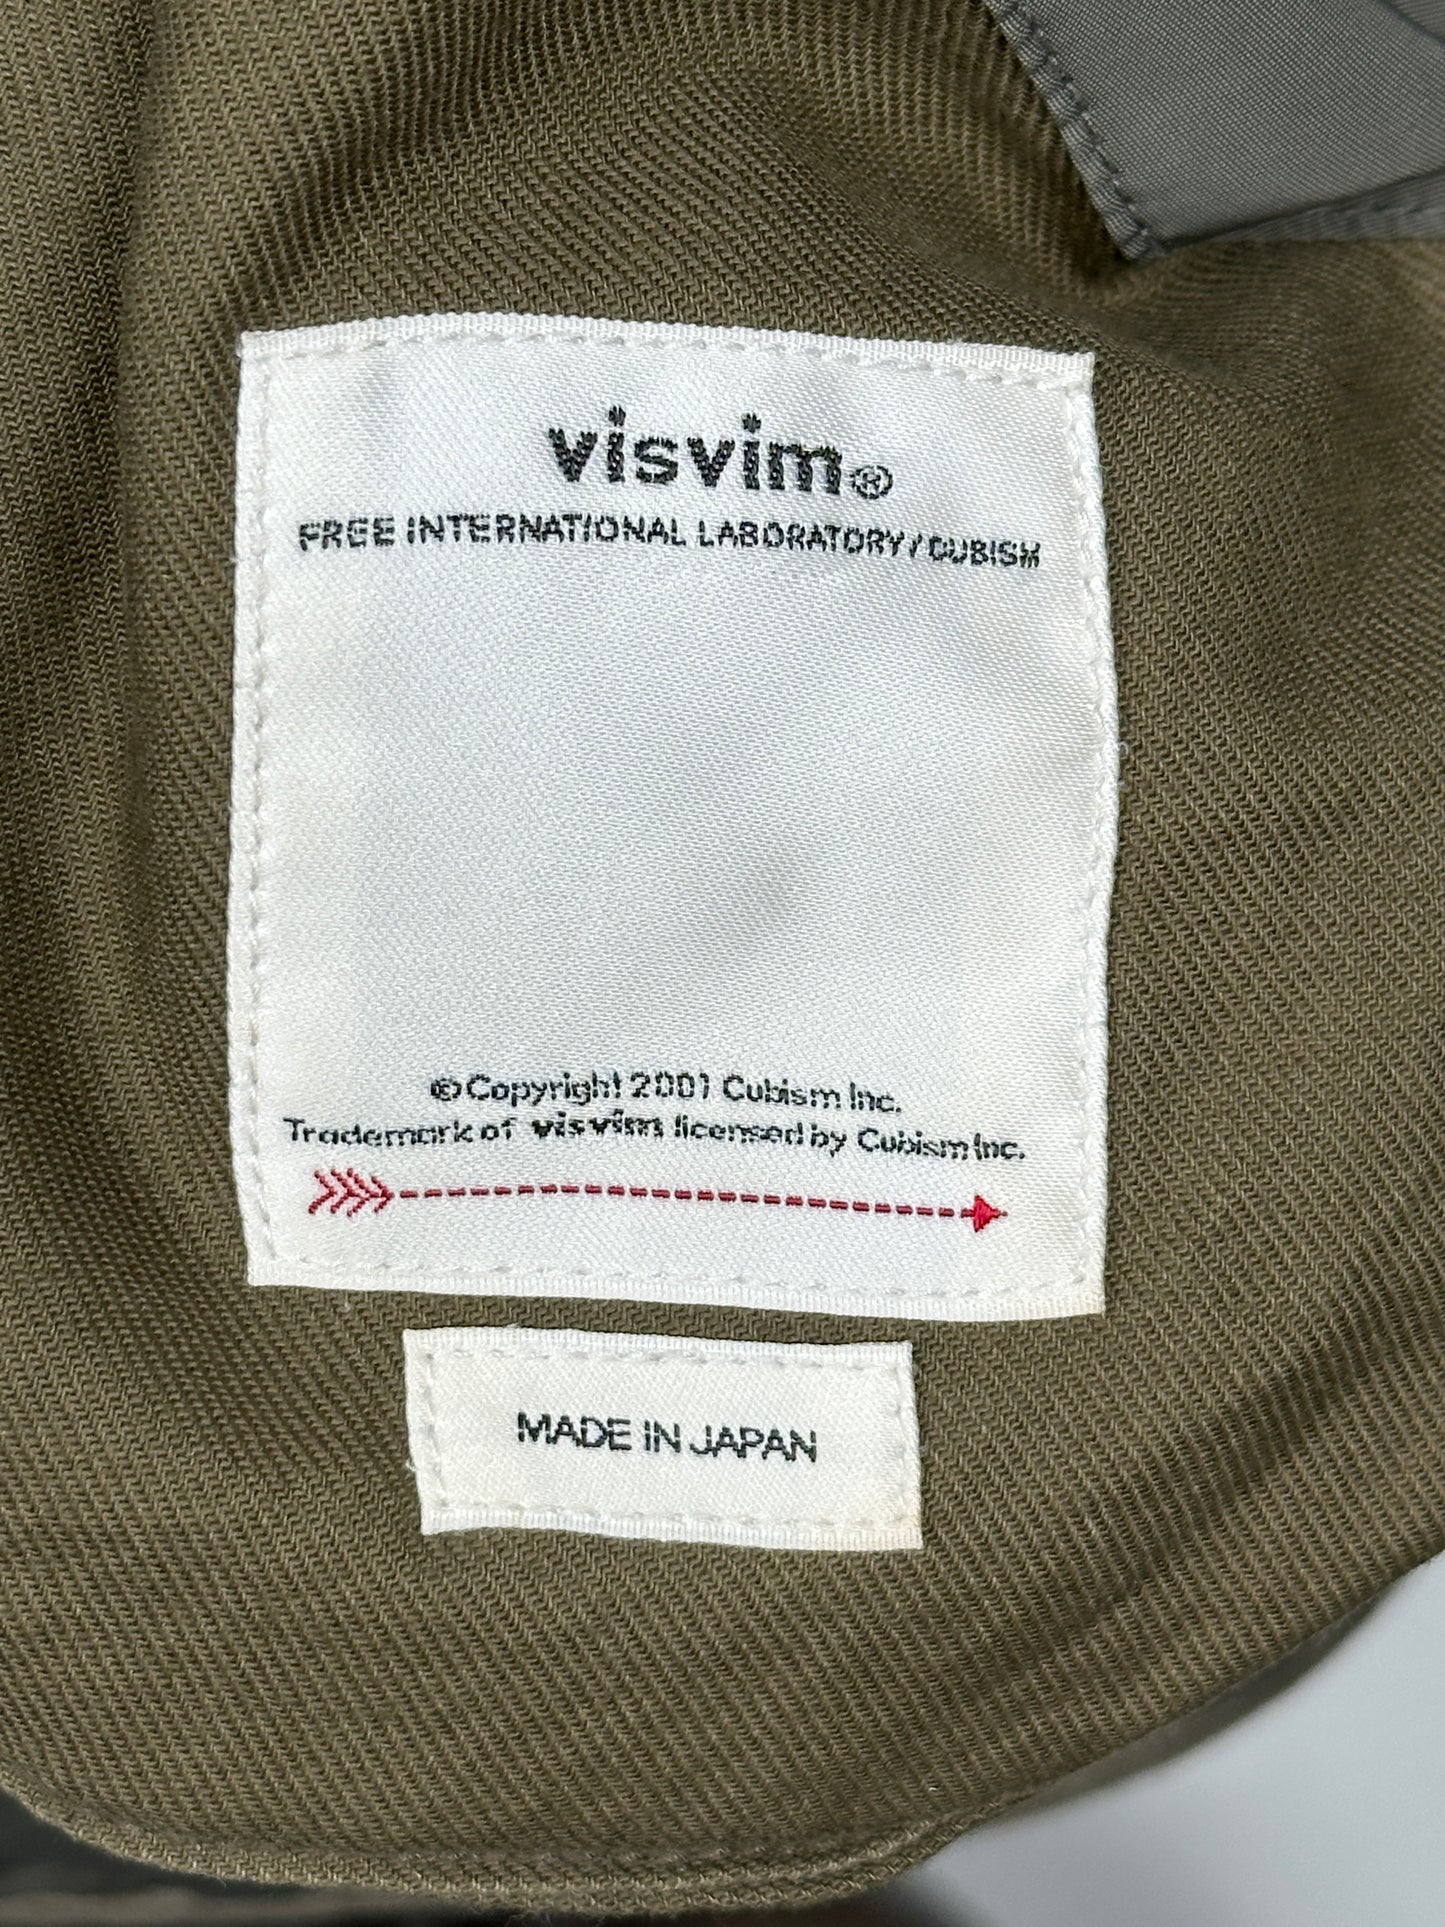 visvim®
FREE INTERNATIONAL LABORATORY / CUBISM
© Copyright 2001 Cubism Inc.
Trademark of visvim licensed by Cubism Inc.
MADE IN JAPAN